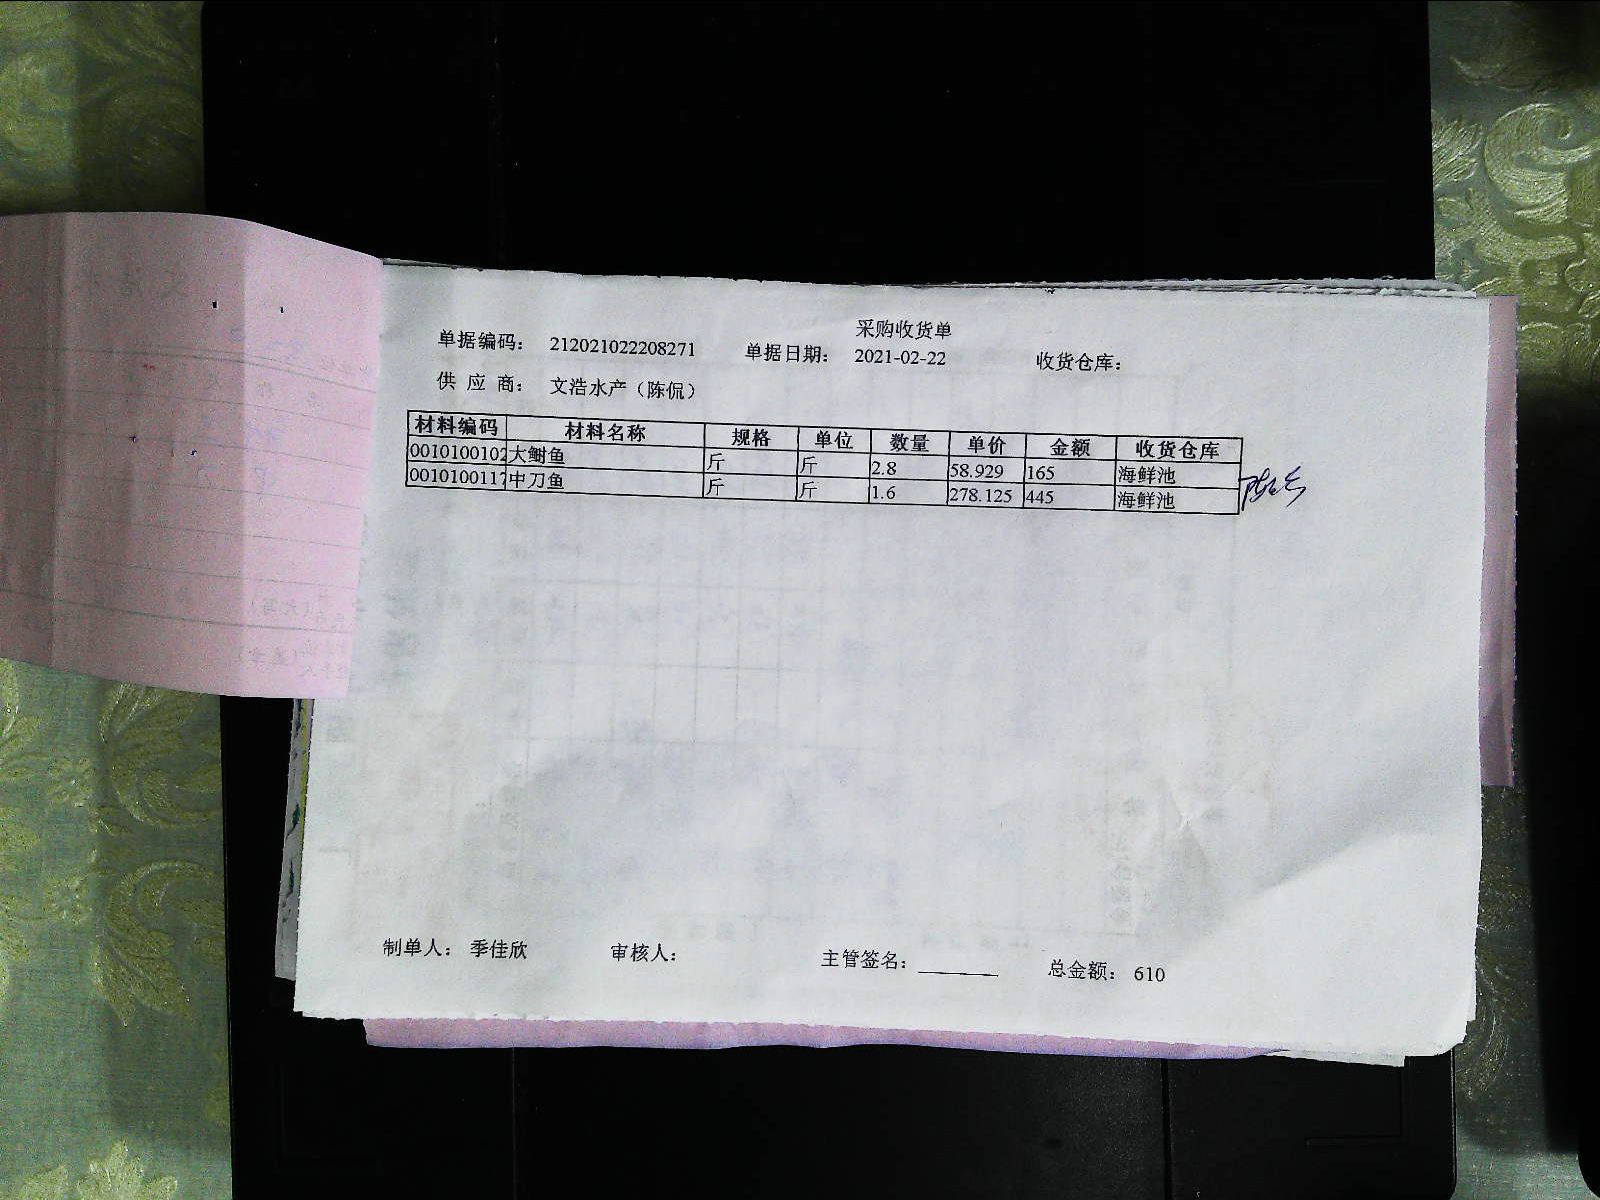 采购收货单
单据编码： 212021022208271 单据日期： 2021-02-22 收货仓库：
供 应 商： 文浩水产（陈侃）
材料编码 材料名称 规格 单位 数量 单价 金额 收货仓库
0010100102 大鲥鱼 斤 斤 2.8 58.929 165 海鲜池
0010100117 中刀鱼 斤 斤 1.6 278.125 445 海鲜池
制单人： 季佳欣 审核人： 主管签名： 总金额： 610